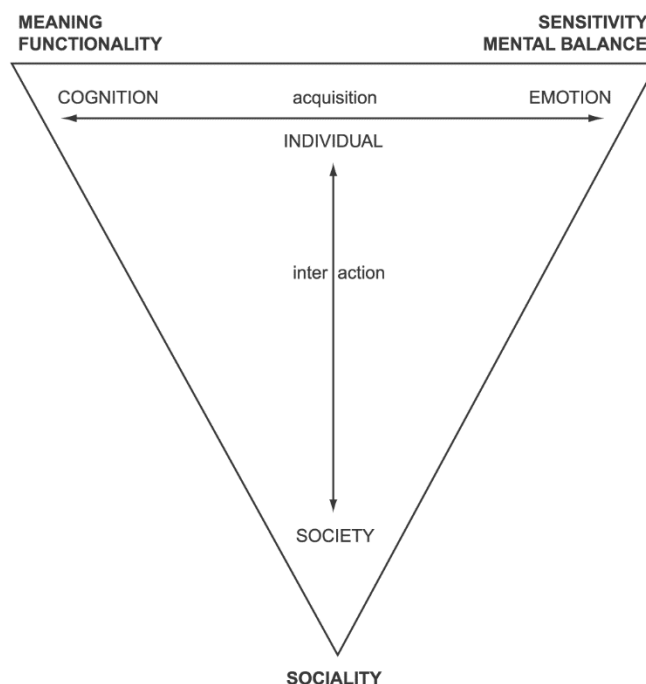 MEANING
FUNCTIONALITY
SENSITIVITY
MENTAL BALANCE
COGNITION
acquisition
EMOTION
INDIVIDUAL
inter action
SOCIETY
SOCIALITY